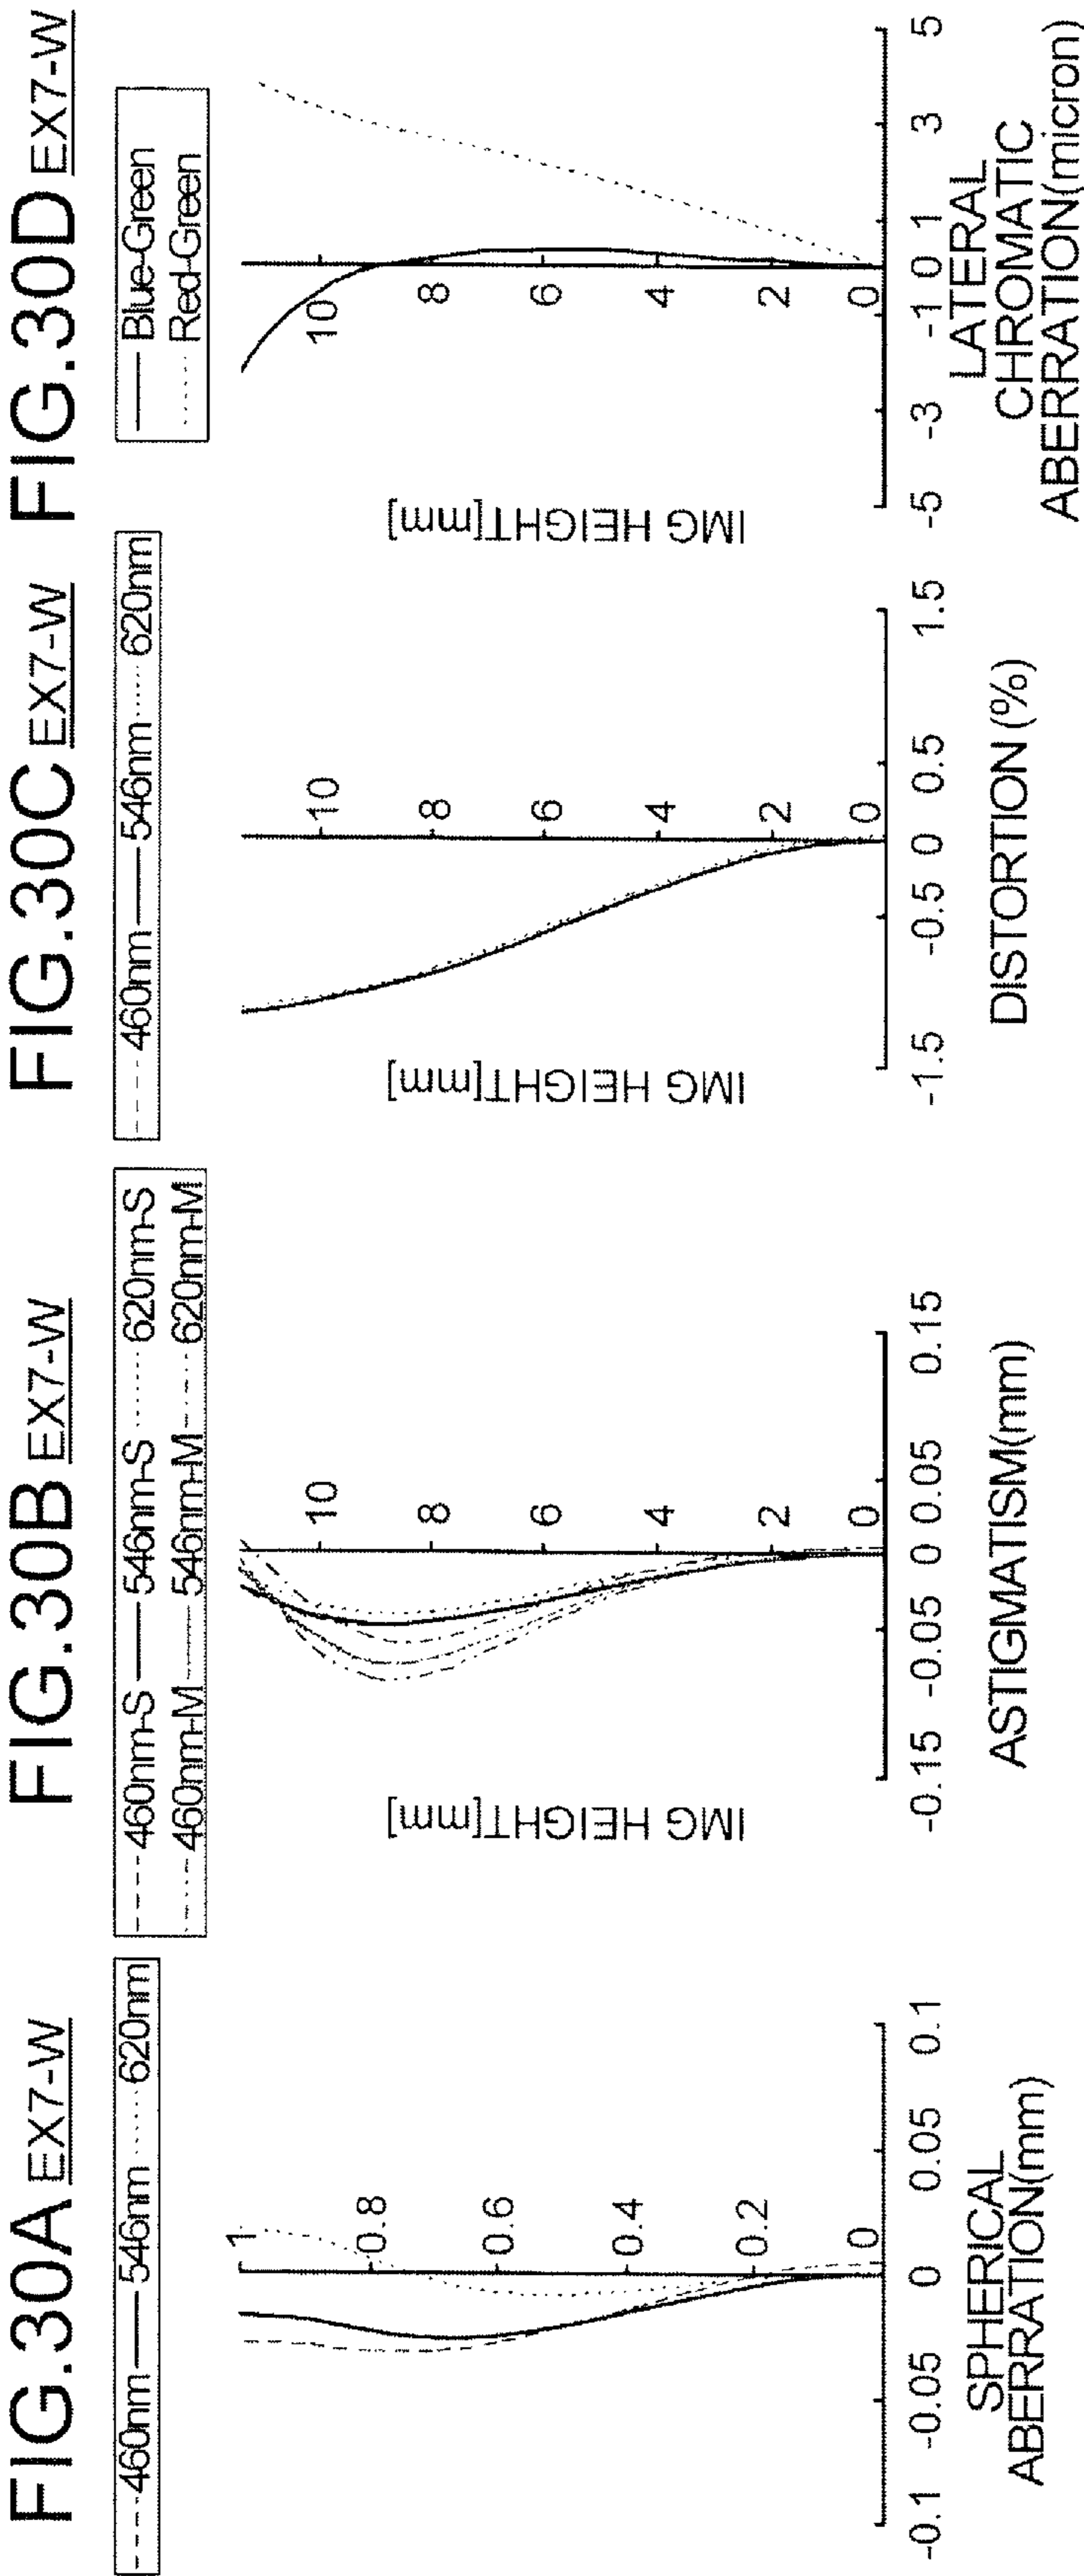 FIG.30A EX7-W
460nm 546nm 620nm
1
0.8
0.6
0.4
0.2
0
-0.1 -0.05 0 0.05 0.1
SPHERICAL
ABERRATION(mm)
FIG.30B EX7-W
460nm-S 546nm-S 620nm-S
460nm-M 546nm-M 620nm-M
IMG HEIGHT[mm]
10
8
6
4
2
0
-0.15 -0.05 0 0.05 0.15
ASTIGMATISM(mm)
FIG.30C EX7-W
460nm 546nm 620nm
IMG HEIGHT[mm]
10
8
6
4
2
0
-1.5 -0.5 0 0.5 1.5
DISTORTION (%)
FIG.30D EX7-W
Blue-Green
Red-Green
IMG HEIGHT[mm]
10
8
6
4
2
0
-5 -3 -1 0 1 3 5
LATERAL
CHROMATIC
ABERRATION(micron)